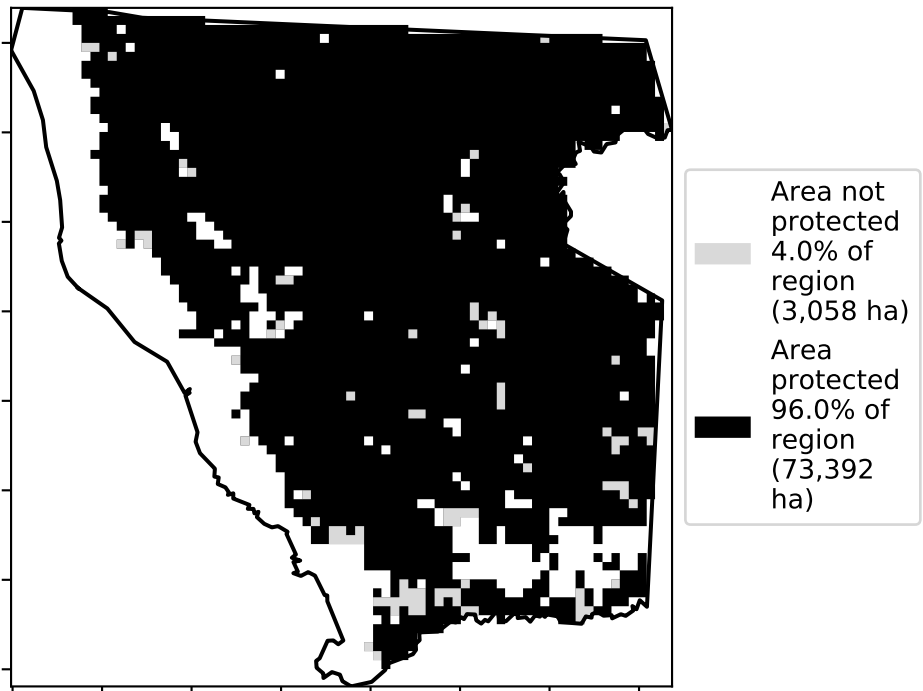 Area not
protected
4.0% of
region
(3,058 ha)
Area
protected
96.0% of
region
(73,392
ha)